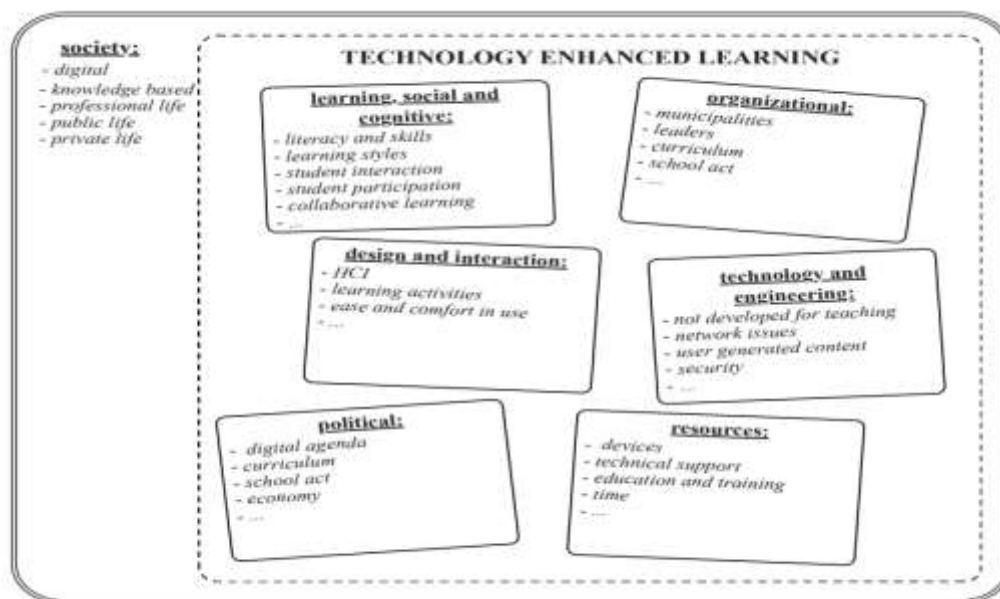 society:
- digital
- knowledge based
- professional life
- public life
- private life
TECHNOLOGY ENHANCED LEARNING
learning, social and
cognitive:
- literacy and skills
- learning styles
- student interaction
- student participation
- collaborative learning
- ...
organizational:
- municipalities
- leaders
- curriculum
- school act
- ...
design and interaction:
- HCI
- learning activities
- ease and comfort in use
- ...
technology and
engineering:
- not developed for teaching
- network issues
- user generated content
- security
- ...
political:
- digital agenda
- curriculum
- school act
- economy
- ...
resources:
- devices
- technical support
- education and training
- time
- ...